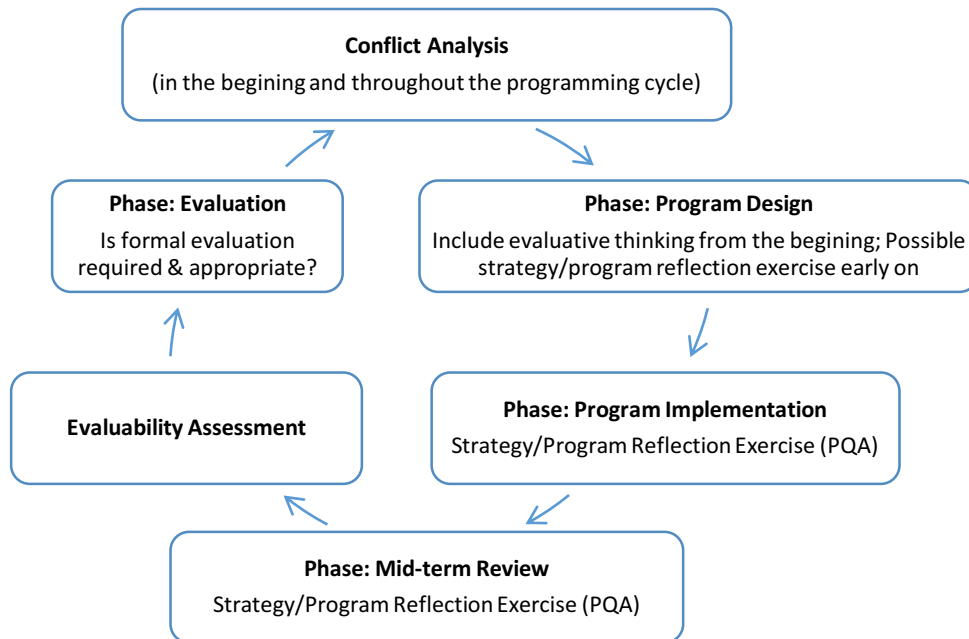 Conflict Analysis
(in the begining and throughout the programming cycle)
Phase: Evaluation
Is formal evaluation
required & appropriate?
Phase: Program Design
Include evaluative thinking from the begining; Possible
strategy/program reflection exercise early on
Evaluability Assessment
Phase: Program Implementation
Strategy/Program Reflection Exercise (PQA)
Phase: Mid-term Review
Strategy/Program Reflection Exercise (PQA)